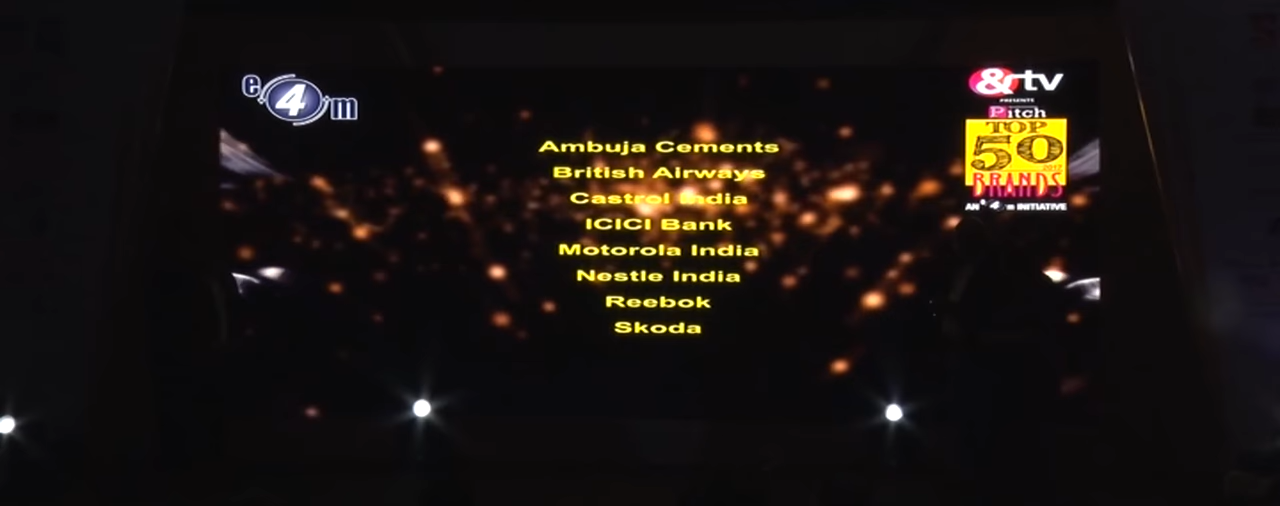 e4m
&tv
PRESENTS
Pitch
TOP
50
2017
BRANDS
AN e4m INITIATIVE
Ambuja Cements
British Airways
Castrol India
ICICI Bank
Motorola India
Nestle India
Reebok
Skoda